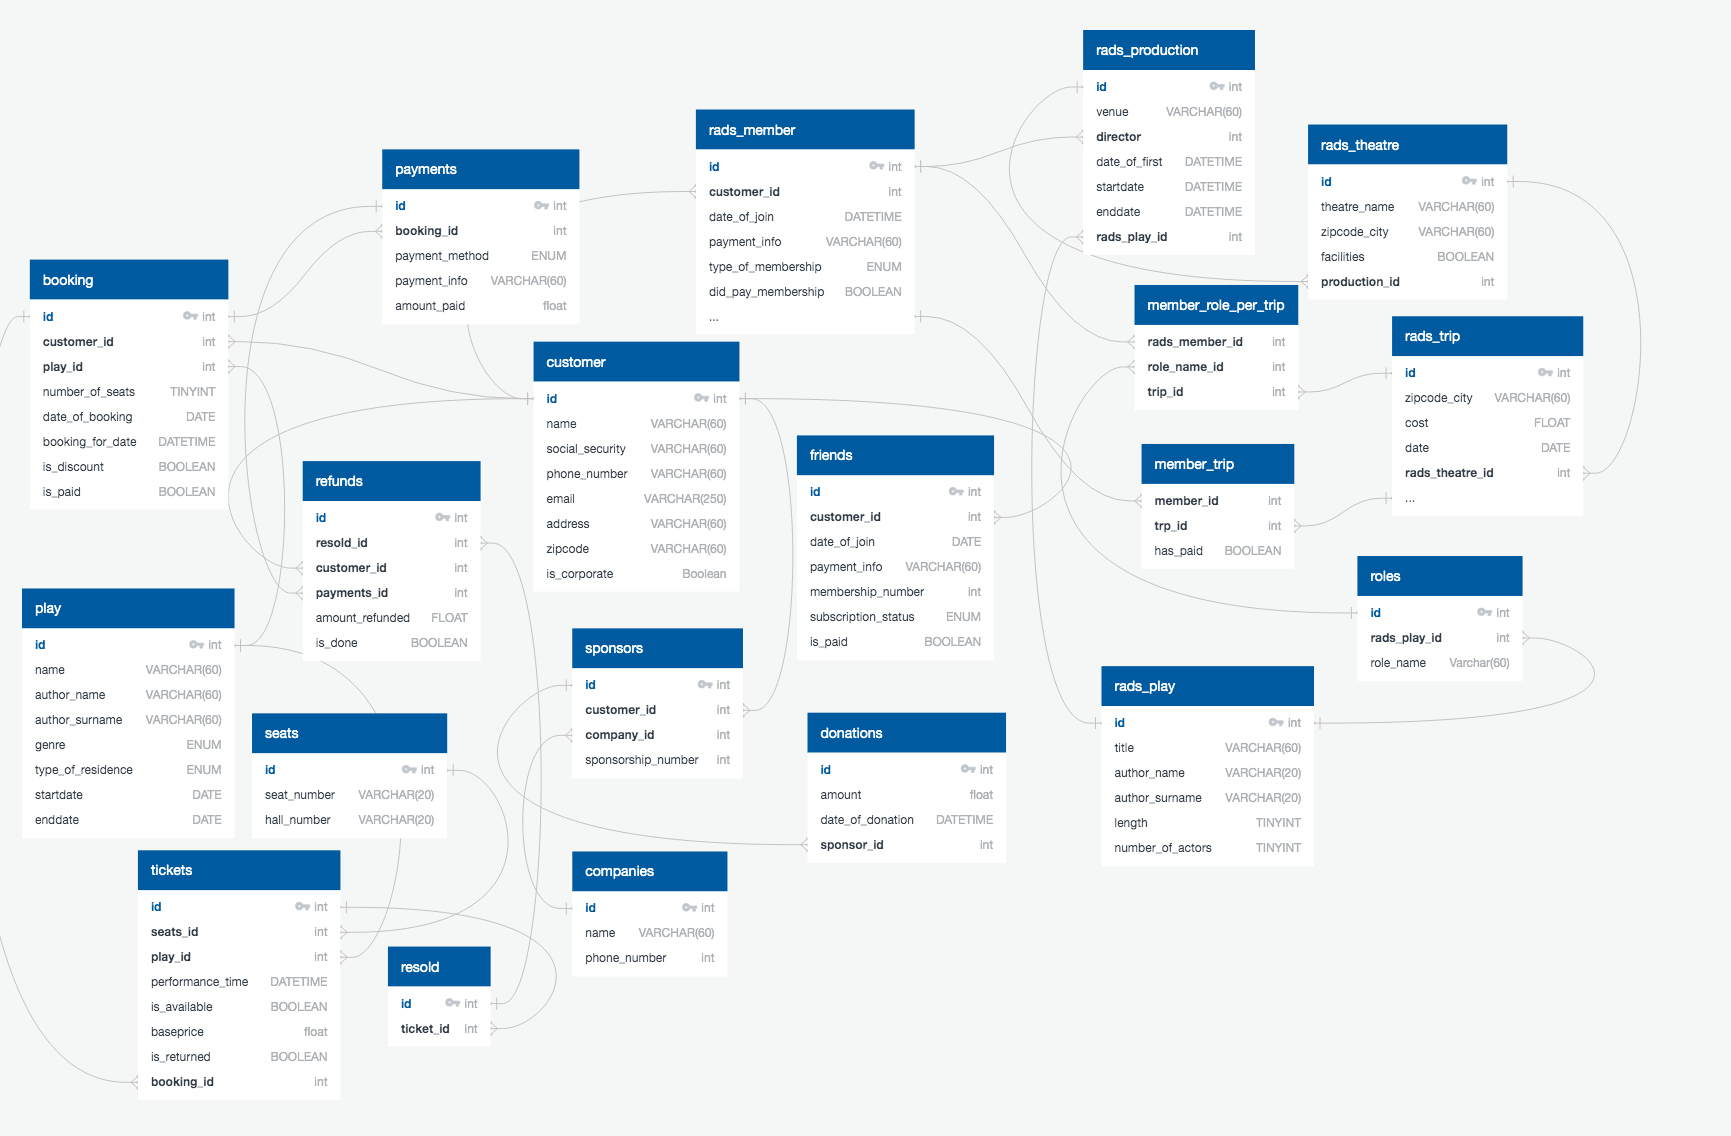 rads_production
id int
venue VARCHAR(60)
director int
date_of_first DATETIME
startdate DATETIME
enddate DATETIME
rads_play_id int
rads_member
id int
customer_id int
date_of_join DATETIME
payment_info VARCHAR(60)
type_of_membership ENUM
did_pay_membership BOOLEAN
...
rads_theatre
id int
theatre_name VARCHAR(60)
zipcode_city VARCHAR(60)
facilities BOOLEAN
production_id int
payments
id int
booking_id int
payment_method ENUM
payment_info VARCHAR(60)
amount_paid float
booking
id int
customer_id int
play_id int
number_of_seats TINYINT
date_of_booking DATE
booking_for_date DATETIME
is_discount BOOLEAN
is_paid BOOLEAN
member_role_per_trip
rads_member_id int
role_name_id int
trip_id int
rads_trip
id int
zipcode_city VARCHAR(60)
cost FLOAT
date DATE
rads_theatre_id int
...
customer
id int
name VARCHAR(60)
social_security VARCHAR(60)
phone_number VARCHAR(60)
email VARCHAR(250)
address VARCHAR(60)
zipcode VARCHAR(60)
is_corporate Boolean
friends
id int
customer_id int
date_of_join DATE
payment_info VARCHAR(60)
membership_number int
subscription_status ENUM
is_paid BOOLEAN
member_trip
member_id int
trp_id int
has_paid BOOLEAN
refunds
id int
resold_id int
customer_id int
payments_id int
amount_refunded FLOAT
is_done BOOLEAN
roles
id int
rads_play_id int
role_name Varchar(60)
play
id int
name VARCHAR(60)
author_name VARCHAR(60)
author_surname VARCHAR(60)
genre ENUM
type_of_residence ENUM
startdate DATE
enddate DATE
sponsors
id int
customer_id int
company_id int
sponsorship_number int
rads_play
id int
title VARCHAR(60)
author_name VARCHAR(20)
author_surname VARCHAR(20)
length TINYINT
number_of_actors TINYINT
seats
id int
seat_number VARCHAR(20)
hall_number VARCHAR(20)
donations
id int
amount float
date_of_donation DATETIME
sponsor_id int
tickets
id int
seats_id int
play_id int
performance_time DATETIME
is_available BOOLEAN
baseprice float
is_returned BOOLEAN
booking_id int
companies
id int
name VARCHAR(60)
phone_number int
resold
id int
ticket_id int